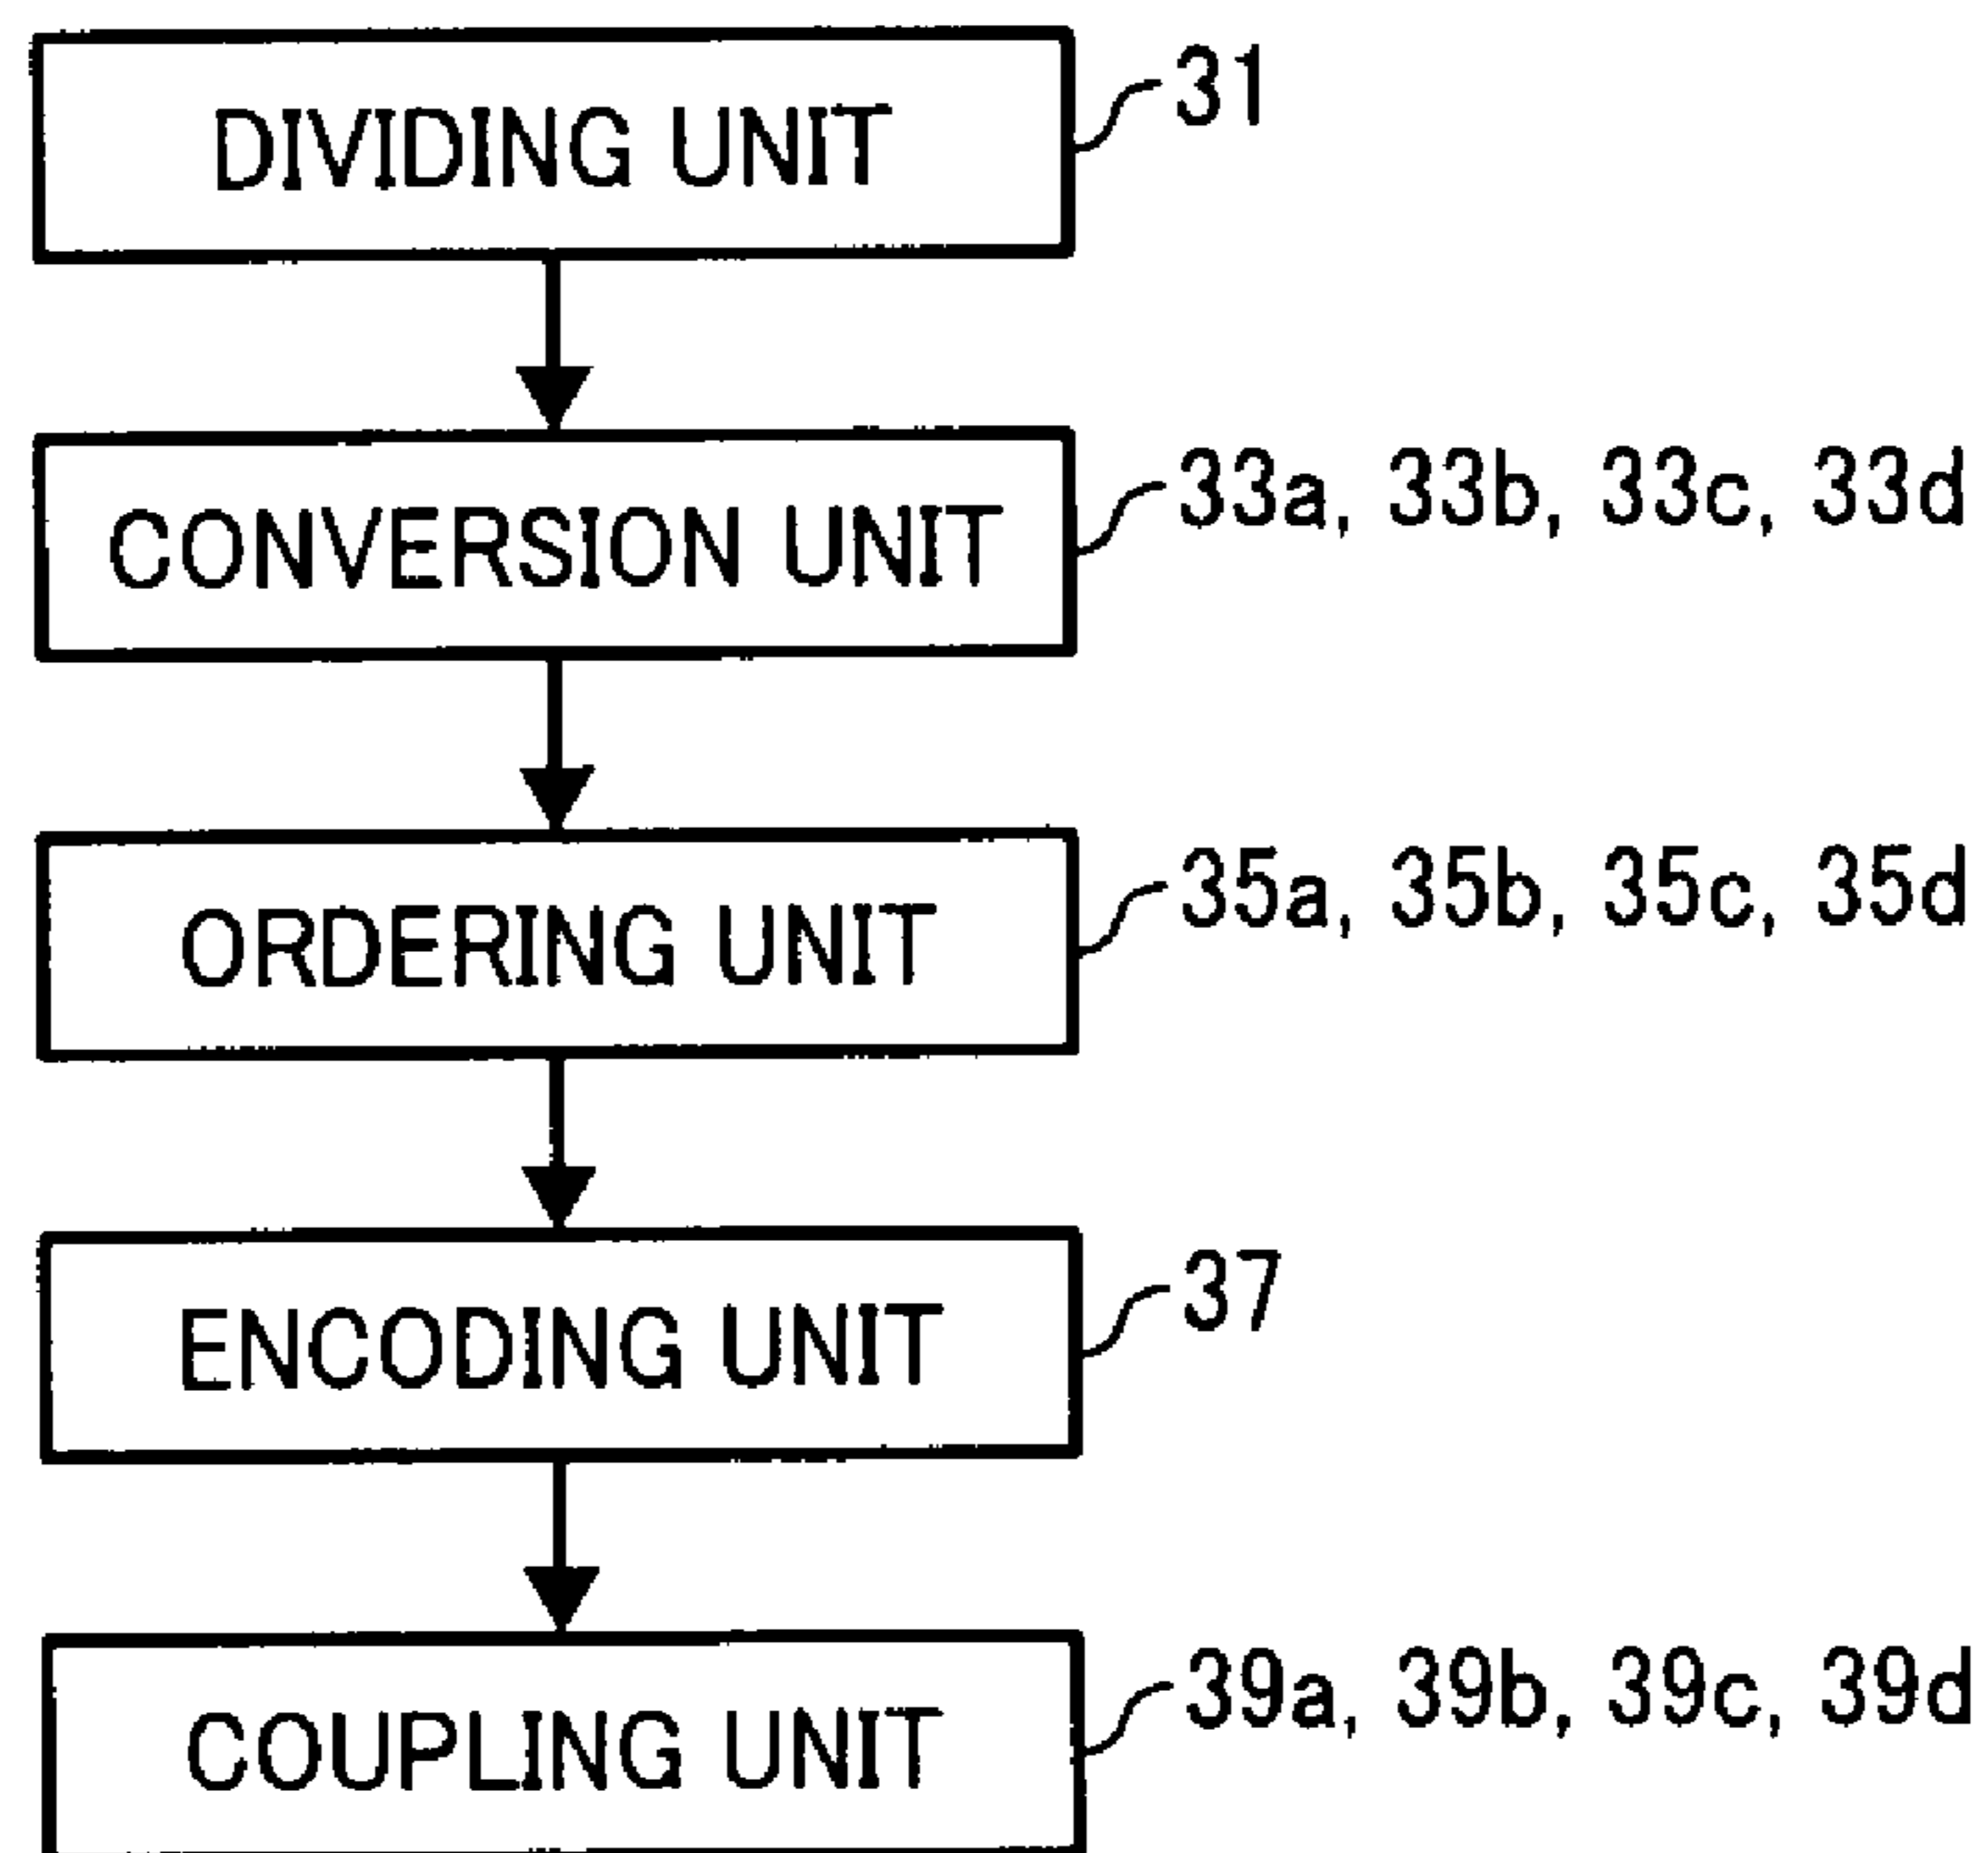 DIVIDING UNIT
31
CONVERSION UNIT
33a, 33b, 33c, 33d
ORDERING UNIT
35a, 35b, 35c, 35d
ENCODING UNIT
37
COUPLING UNIT
39a, 39b, 39c, 39d